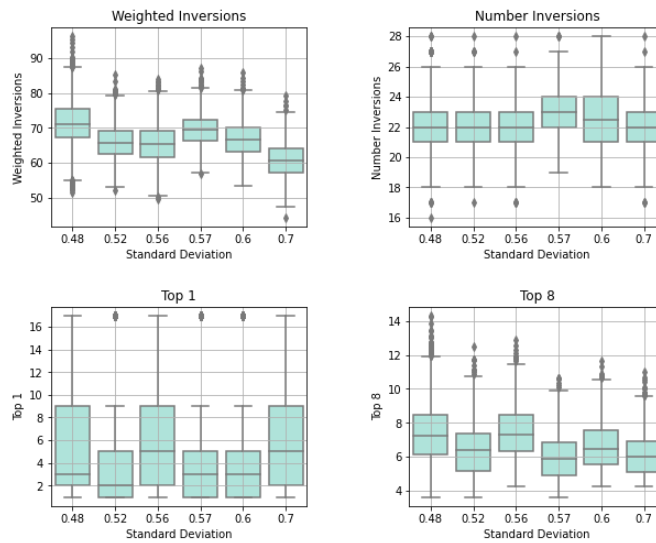 Weighted Inversions
Weighted Inversions
90
80
70
60
50
0.48 0.52 0.56 0.57 0.6 0.7
Standard Deviation
Number Inversions
Number Inversions
28
26
24
22
20
18
16
0.48 0.52 0.56 0.57 0.6 0.7
Standard Deviation
Top 1
Top 1
16
14
12
10
8
6
4
2
0.48 0.52 0.56 0.57 0.6 0.7
Standard Deviation
Top 8
Top 8
14
12
10
8
6
4
0.48 0.52 0.56 0.57 0.6 0.7
Standard Deviation